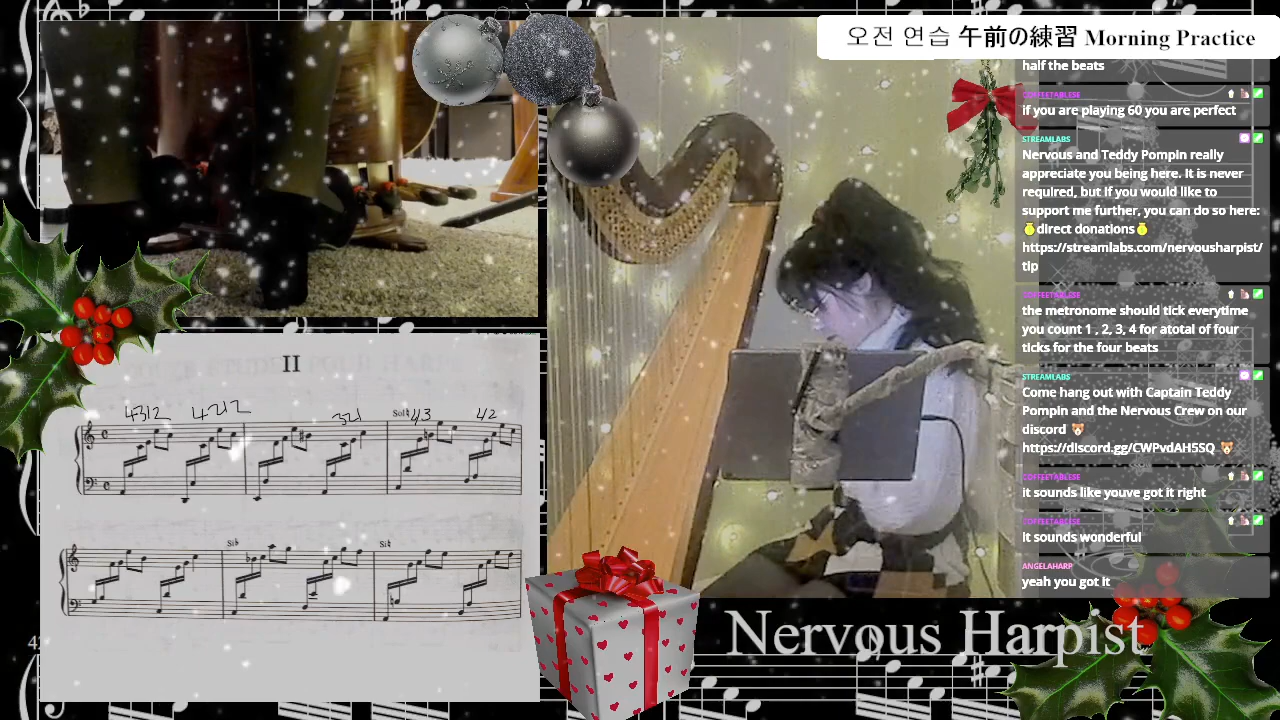 오전 연습 午前の練習 Morning Practice
half the beats
COFFEETABLESE
if you are playing 60 you are perfect
STREAMLABS
Nervous and Teddy Pompin really
appreciate you being here. It is never
required, but if you would like to
support me further, you can do so here:
💰direct donations💰
https://streamlabs.com/nervousharpist/
tip
COFFEETABLESE
the metronome should tick everytime
you count 1 , 2, 3, 4 for atotal of four
ticks for the four beats
STREAMLABS
Come hang out with Captain Teddy
Pompin and the Nervous Crew on our
discord 🐻
https://discord.gg/CWPvdAH5SQ 🐻
COFFEETABLESE
it sounds like youve got it right
COFFEETABLESE
it sounds wonderful
ANGELAHARP
yeah you got it
II
4312 4212 321 Sol♮ 4/3 42
Si♭ Si♮
Nervous Harpist